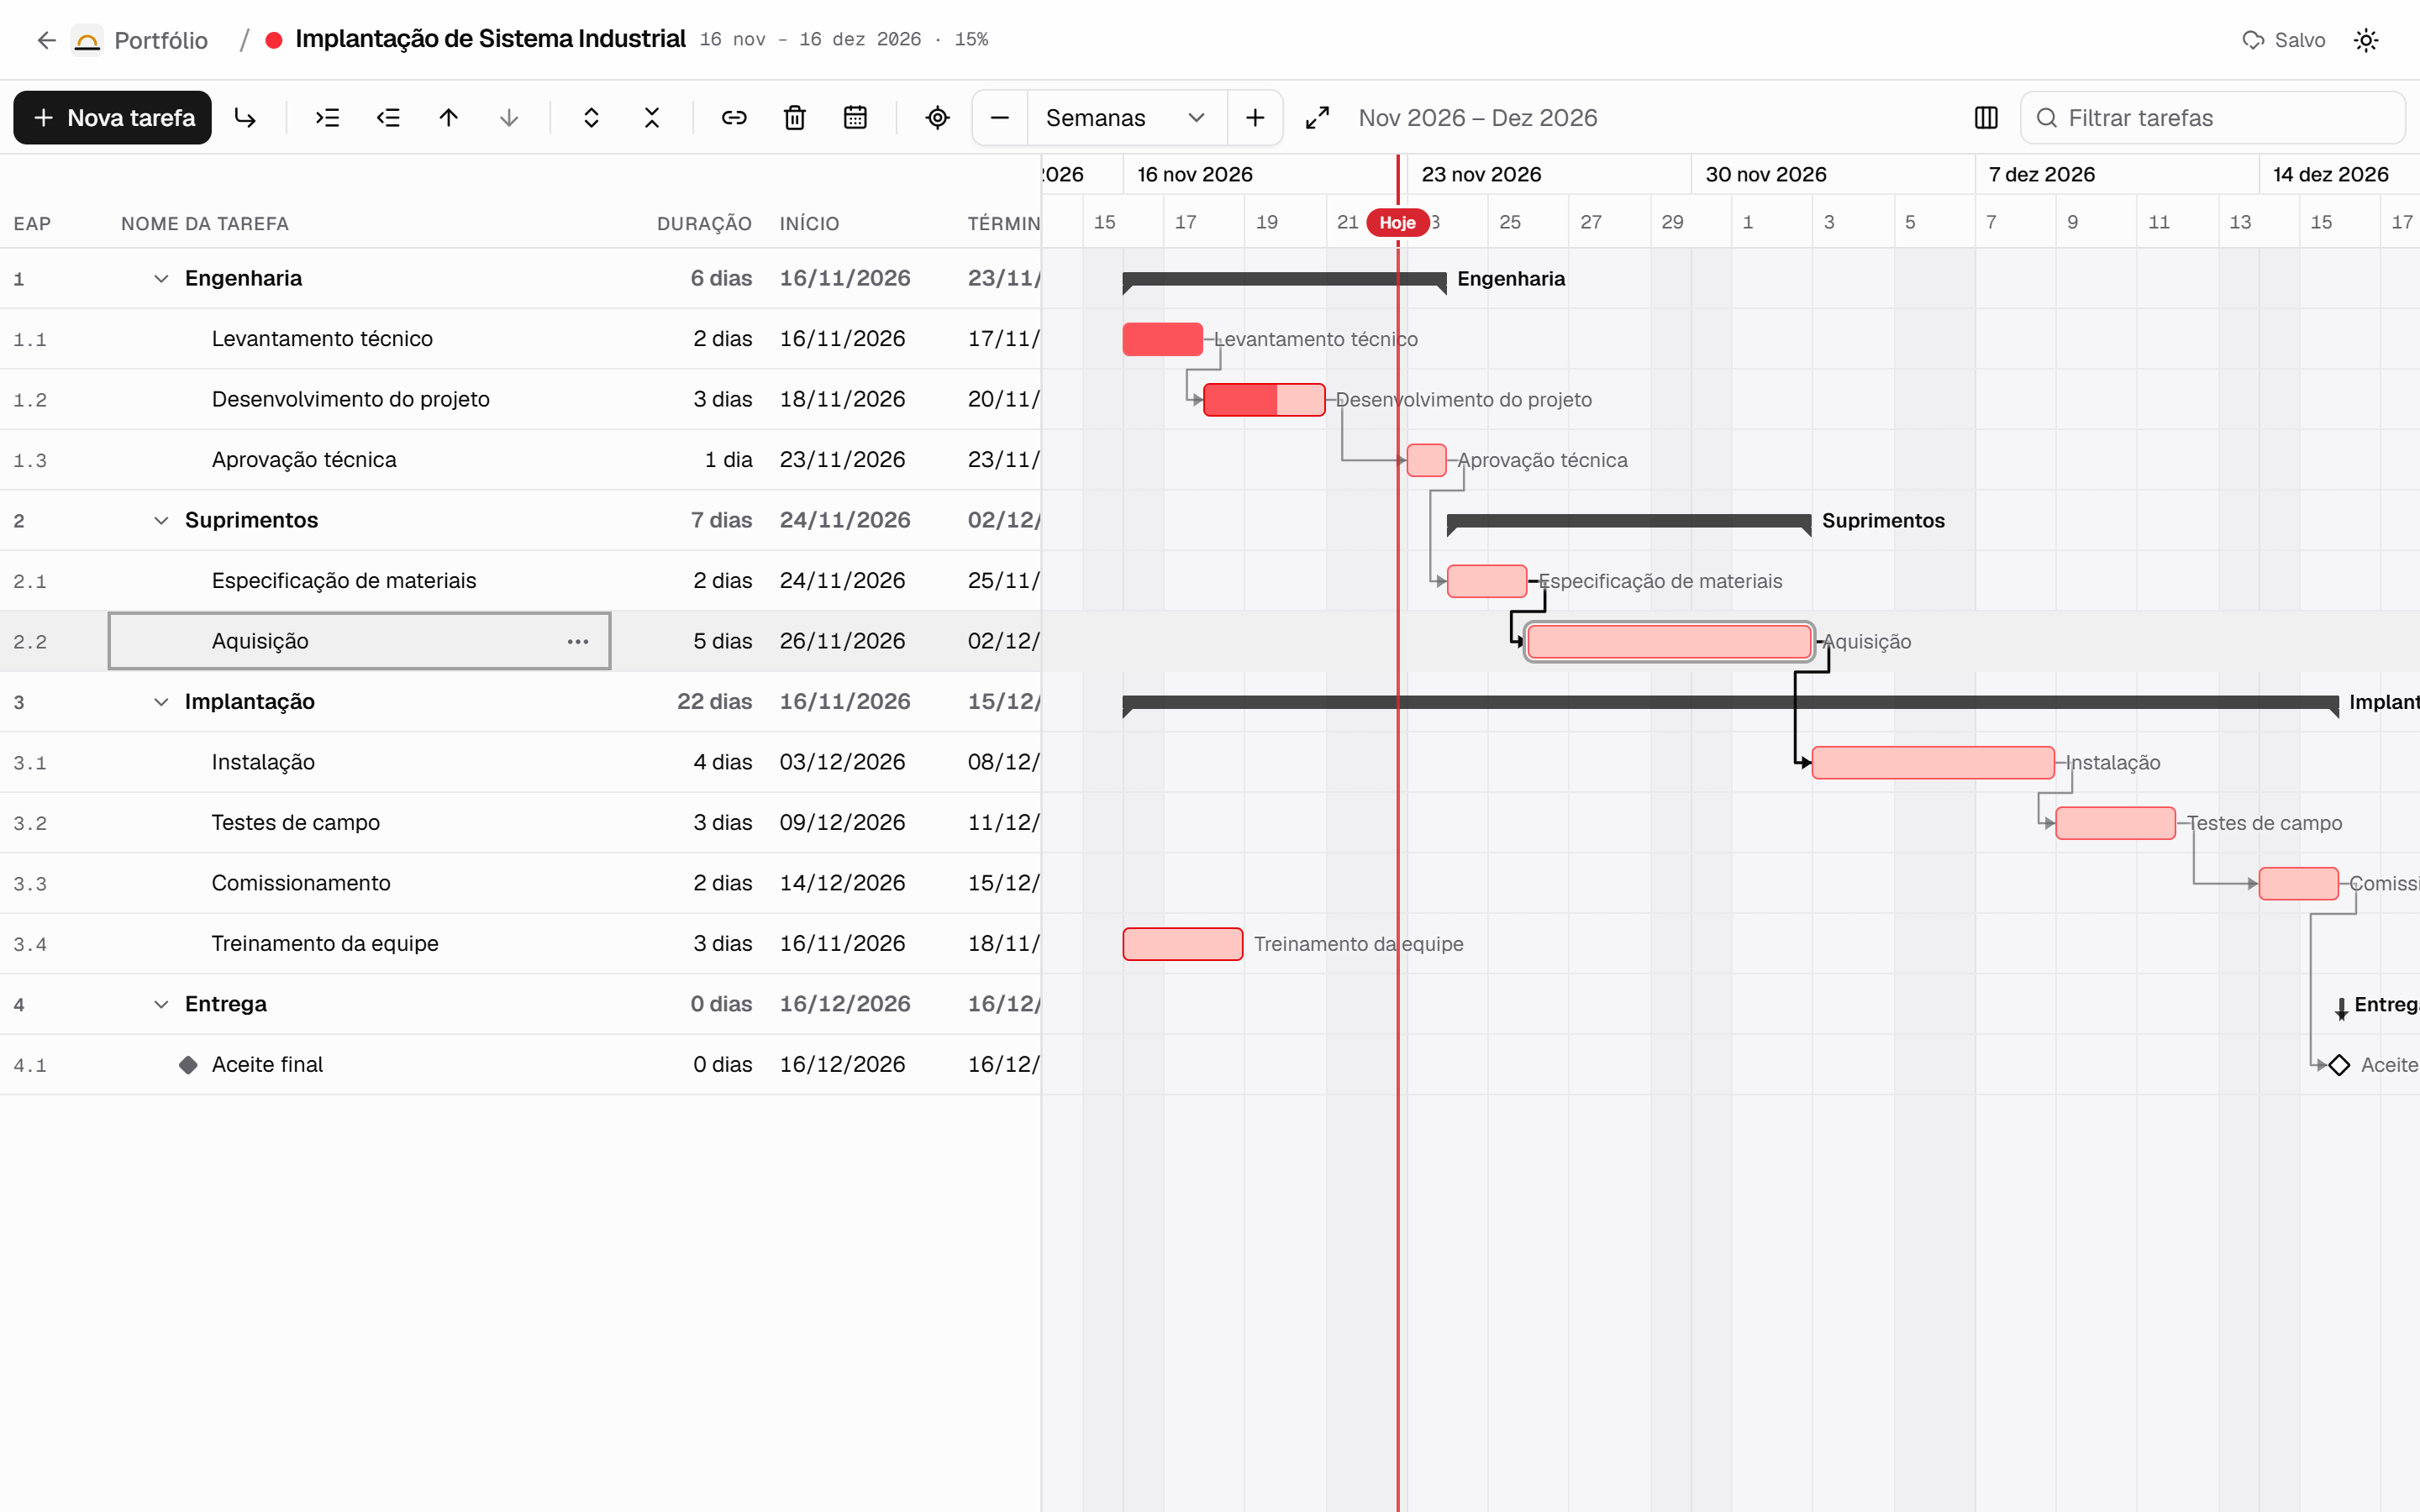 Portfólio / Implantação de Sistema Industrial 16 nov – 16 dez 2026 · 15% Salvo
Nova tarefa Semanas Nov 2026 – Dez 2026 Filtrar tarefas
2026 16 nov 2026 23 nov 2026 30 nov 2026 7 dez 2026 14 dez 2026
EAP NOME DA TAREFA DURAÇÃO INÍCIO TÉRMIN 15 17 19 21 Hoje 3 25 27 29 1 3 5 7 9 11 13 15 17
1 Engenharia 6 dias 16/11/2026 23/11/ Engenharia
1.1 Levantamento técnico 2 dias 16/11/2026 17/11/ Levantamento técnico
1.2 Desenvolvimento do projeto 3 dias 18/11/2026 20/11/ Desenvolvimento do projeto
1.3 Aprovação técnica 1 dia 23/11/2026 23/11/ Aprovação técnica
2 Suprimentos 7 dias 24/11/2026 02/12/ Suprimentos
2.1 Especificação de materiais 2 dias 24/11/2026 25/11/ Especificação de materiais
2.2 Aquisição 5 dias 26/11/2026 02/12/ Aquisição
3 Implantação 22 dias 16/11/2026 15/12/ Implant
3.1 Instalação 4 dias 03/12/2026 08/12/ Instalação
3.2 Testes de campo 3 dias 09/12/2026 11/12/ Testes de campo
3.3 Comissionamento 2 dias 14/12/2026 15/12/ Comissi
3.4 Treinamento da equipe 3 dias 16/11/2026 18/11/ Treinamento da equipe
4 Entrega 0 dias 16/12/2026 16/12/ Entreg
4.1 Aceite final 0 dias 16/12/2026 16/12/ Aceite